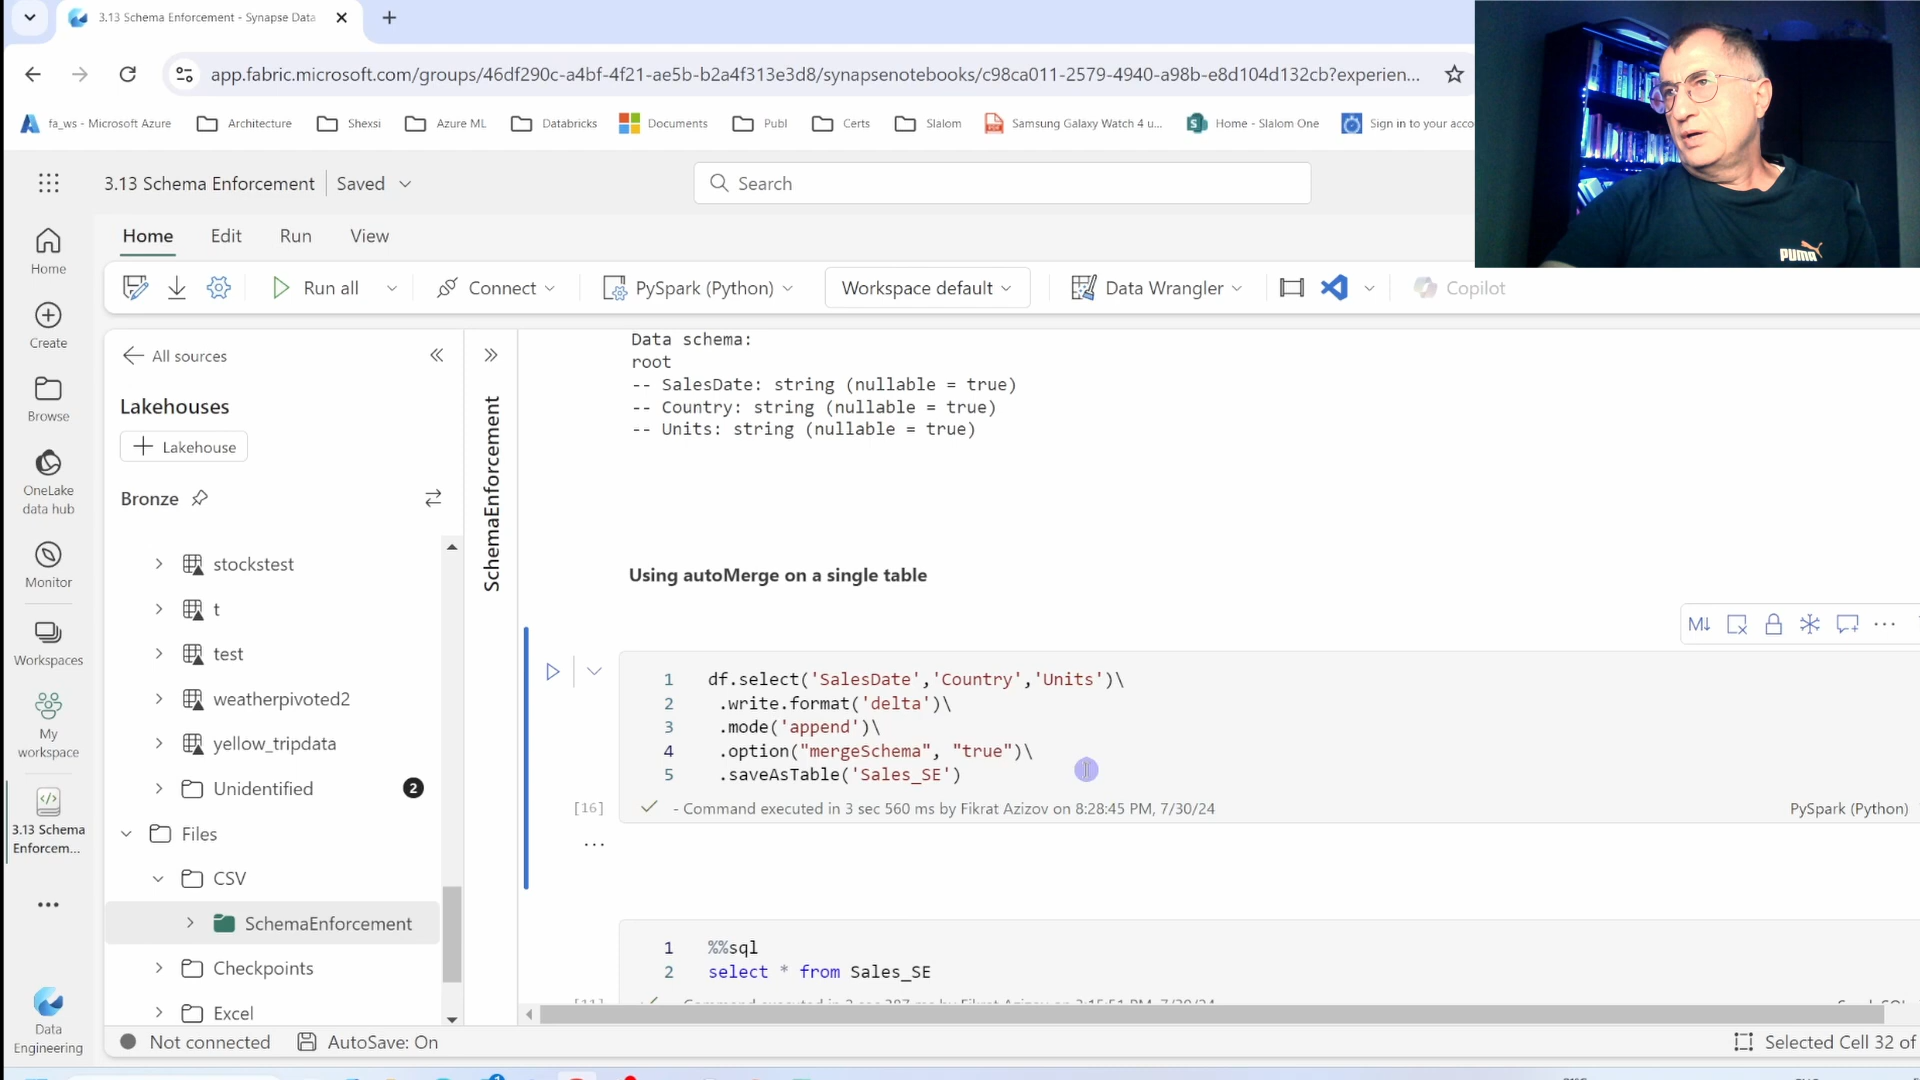 3.13 Schema Enforcement - Synapse Data
app.fabric.microsoft.com/groups/46df290c-a4bf-4f21-ae5b-b2a4f313e3d8/synapsenotebooks/c98ca011-2579-4940-a98b-e8d104d132cb?experien...
fa_ws - Microsoft Azure
Architecture
Shexsi
Azure ML
Databricks
Documents
Publ
Certs
Slalom
Samsung Galaxy Watch 4 u...
Home - Slalom One
Sign in to your acco
PUMA
3.13 Schema Enforcement
Saved
Search
Home
Edit
Run
View
Run all
Connect
PySpark (Python)
Workspace default
Data Wrangler
Copilot
Home
Create
Browse
OneLake
data hub
Monitor
Workspaces
My
workspace
3.13 Schema
Enforcem...
Data
Engineering
All sources
Lakehouses
Lakehouse
Bronze
stockstest
t
test
weatherpivoted2
yellow_tripdata
Unidentified
2
Files
CSV
SchemaEnforcement
Checkpoints
Excel
SchemaEnforcement
Data schema:
root
-- SalesDate: string (nullable = true)
-- Country: string (nullable = true)
-- Units: string (nullable = true)
Using autoMerge on a single table
M↓
1 df.select('SalesDate','Country','Units')\
2 .write.format('delta')\
3 .mode('append')\
4 .option("mergeSchema", "true")\
5 .saveAsTable('Sales_SE')
[16] - Command executed in 3 sec 560 ms by Fikrat Azizov on 8:28:45 PM, 7/30/24 PySpark (Python)
...
1 %%sql
2 select * from Sales_SE
Not connected
AutoSave: On
Selected Cell 32 of